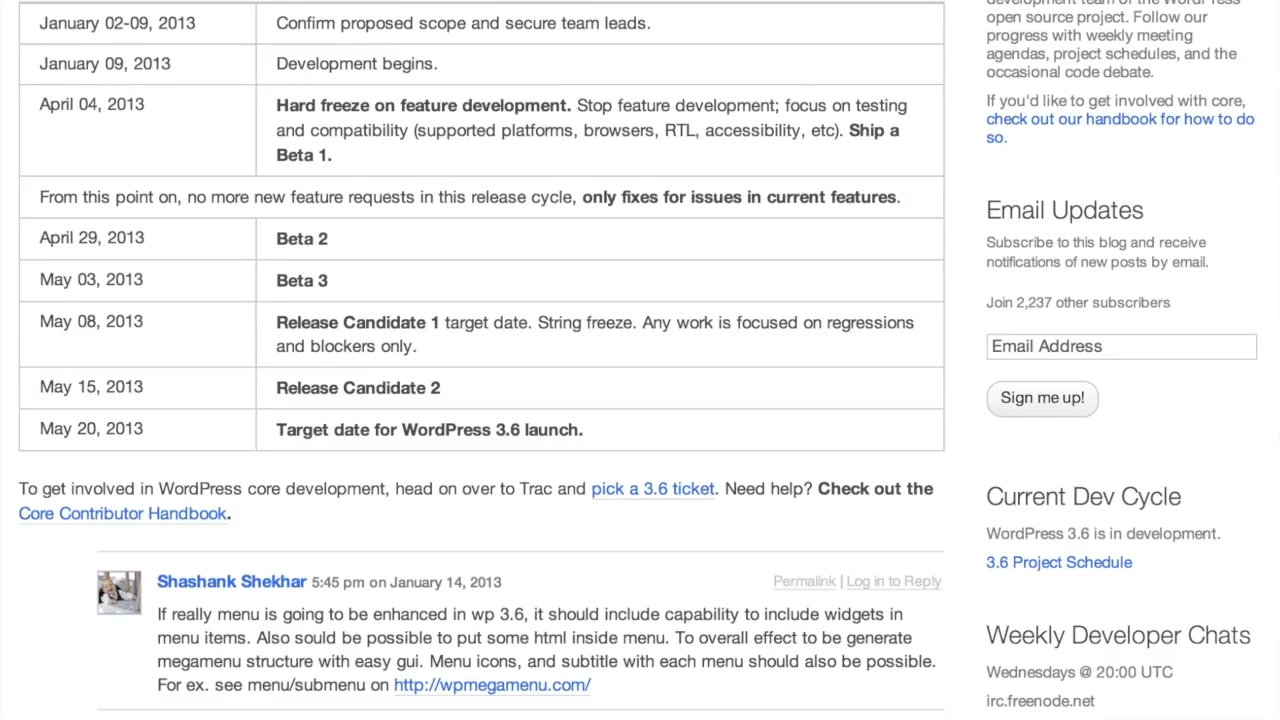 January 02-09, 2013 Confirm proposed scope and secure team leads.
January 09, 2013 Development begins.
April 04, 2013 Hard freeze on feature development. Stop feature development; focus on testing
and compatibility (supported platforms, browsers, RTL, accessibility, etc). Ship a
Beta 1.
From this point on, no more new feature requests in this release cycle, only fixes for issues in current features.
April 29, 2013 Beta 2
May 03, 2013 Beta 3
May 08, 2013 Release Candidate 1 target date. String freeze. Any work is focused on regressions
and blockers only.
May 15, 2013 Release Candidate 2
May 20, 2013 Target date for WordPress 3.6 launch.
To get involved in WordPress core development, head on over to Trac and pick a 3.6 ticket. Need help? Check out the
Core Contributor Handbook.
Shashank Shekhar 5:45 pm on January 14, 2013 Permalink | Log in to Reply
If really menu is going to be enhanced in wp 3.6, it should include capability to include widgets in
menu items. Also sould be possible to put some html inside menu. To overall effect to be generate
megamenu structure with easy gui. Menu icons, and subtitle with each menu should also be possible.
For ex. see menu/submenu on http://wpmegamenu.com/
development team of the WordPress
open source project. Follow our
progress with weekly meeting
agendas, project schedules, and the
occasional code debate.
If you'd like to get involved with core,
check out our handbook for how to do
so.
Email Updates
Subscribe to this blog and receive
notifications of new posts by email.
Join 2,237 other subscribers
Email Address
Sign me up!
Current Dev Cycle
WordPress 3.6 is in development.
3.6 Project Schedule
Weekly Developer Chats
Wednesdays @ 20:00 UTC
irc.freenode.net